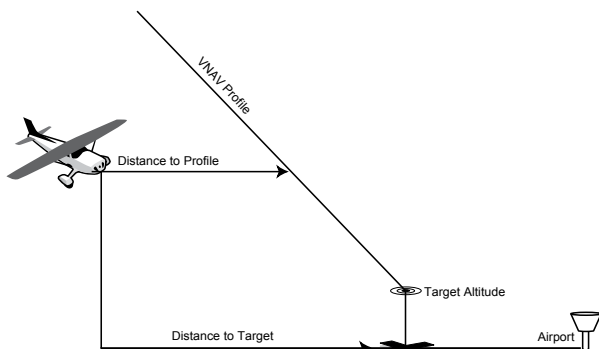 VNAV Profile
Distance to Profile
Target Altitude
Distance to Target
Airport